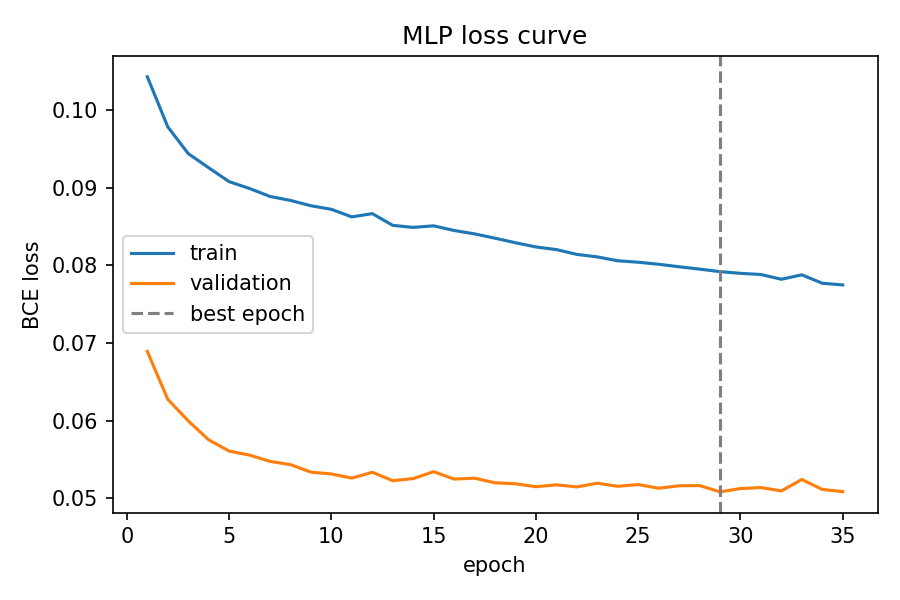 MLP loss curve
BCE loss
0.10
0.09
0.08
0.07
0.06
0.05
train
validation
best epoch
0 5 10 15 20 25 30 35
epoch